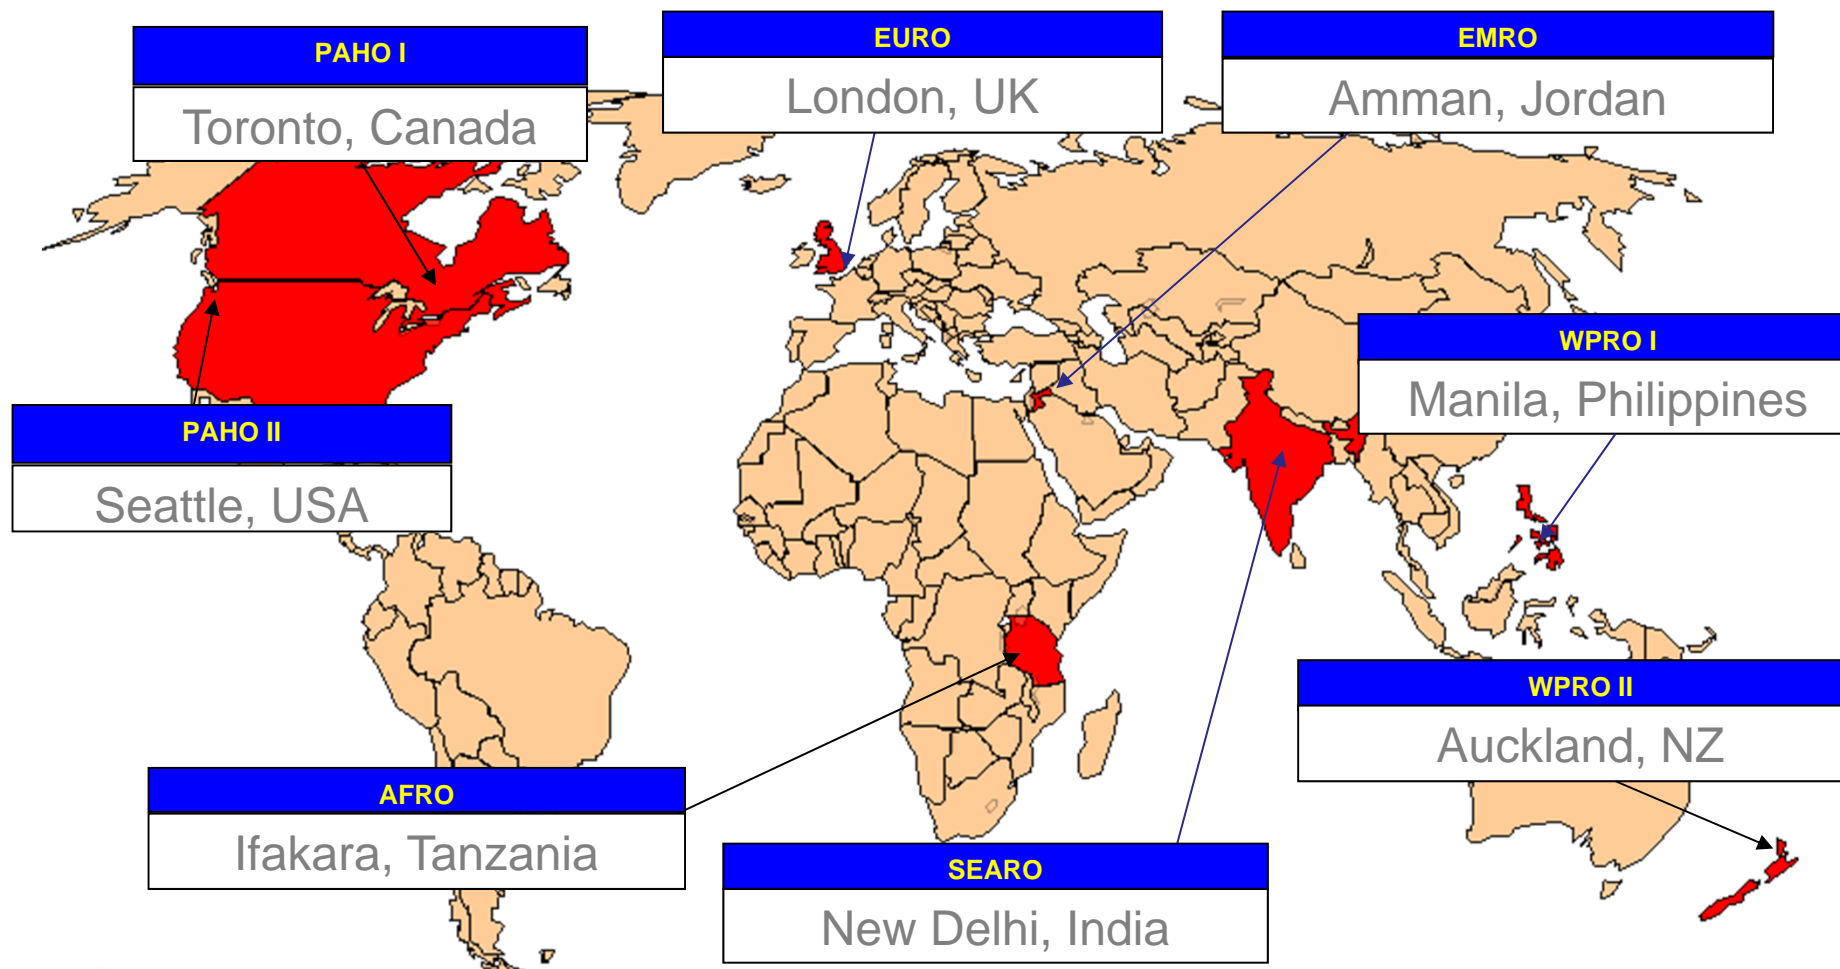 PAHO I
Toronto, Canada
EURO
London, UK
EMRO
Amman, Jordan
WPRO I
Manila, Philippines
PAHO II
Seattle, USA
WPRO II
Auckland, NZ
AFRO
Ifakara, Tanzania
SEARO
New Delhi, India